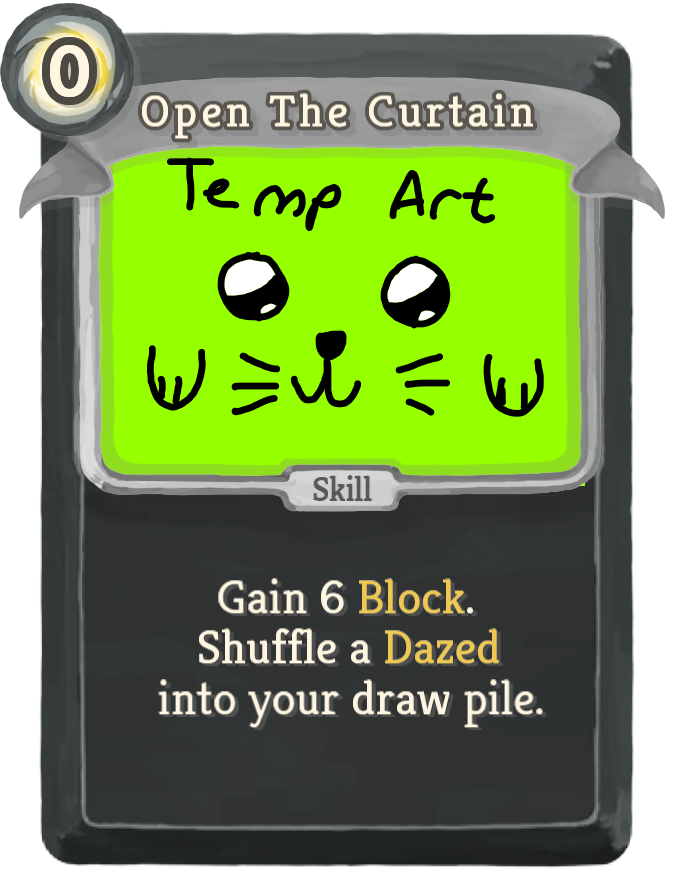 0
Open The Curtain
Temp Art
Skill
Gain 6 Block.
Shuffle a Dazed
into your draw pile.